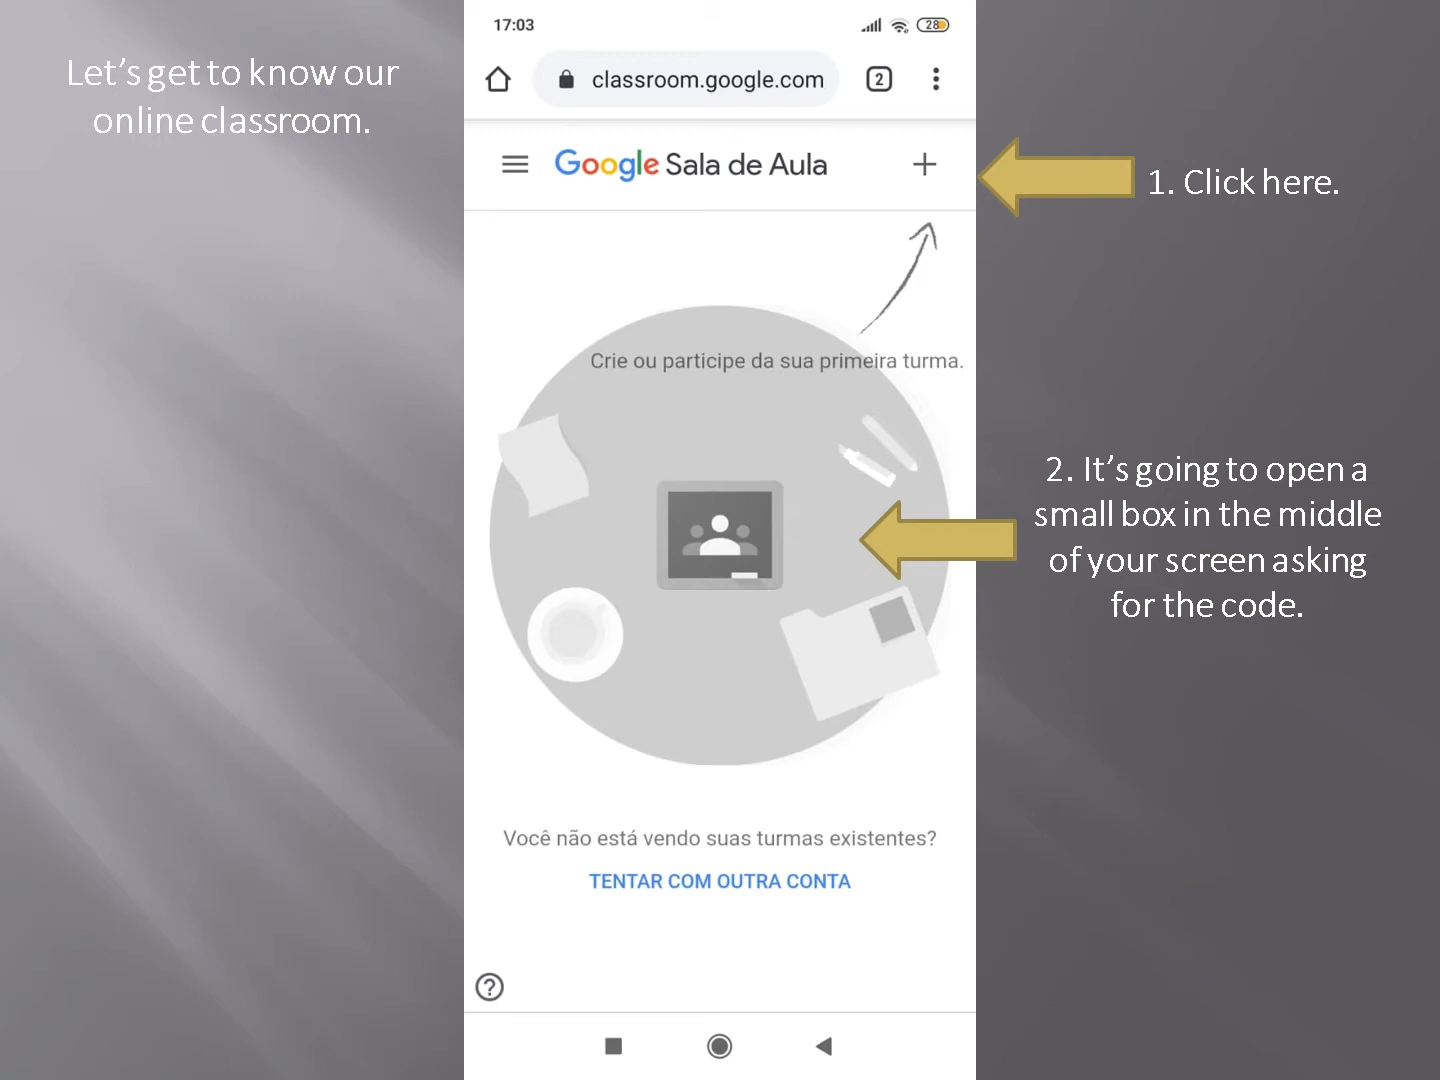 Let's get to know our
online classroom.
17:03
28
classroom.google.com
2
Google Sala de Aula
1. Click here.
Crie ou participe da sua primeira turma.
2. It's going to open a
small box in the middle
of your screen asking
for the code.
Você não está vendo suas turmas existentes?
TENTAR COM OUTRA CONTA
?